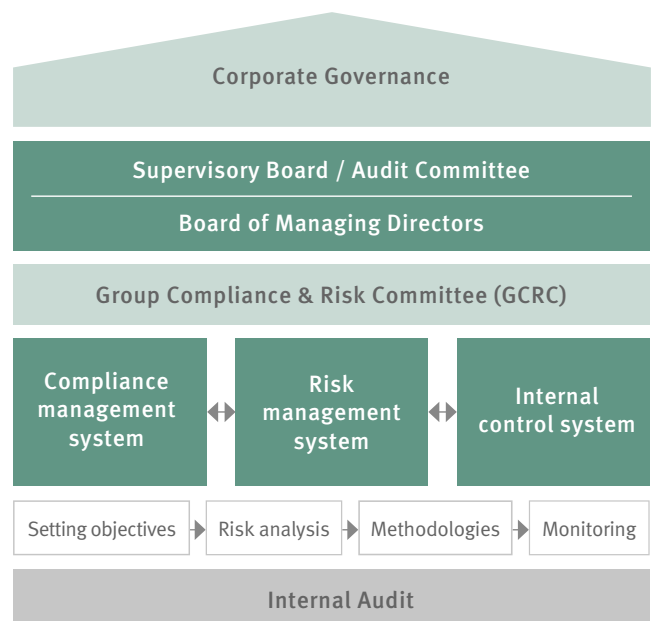 Corporate Governance
Supervisory Board / Audit Committee
Board of Managing Directors
Group Compliance & Risk Committee (GCRC)
Compliance
management
system
Risk
management
system
Internal
control system
Setting objectives
Risk analysis
Methodologies
Monitoring
Internal Audit